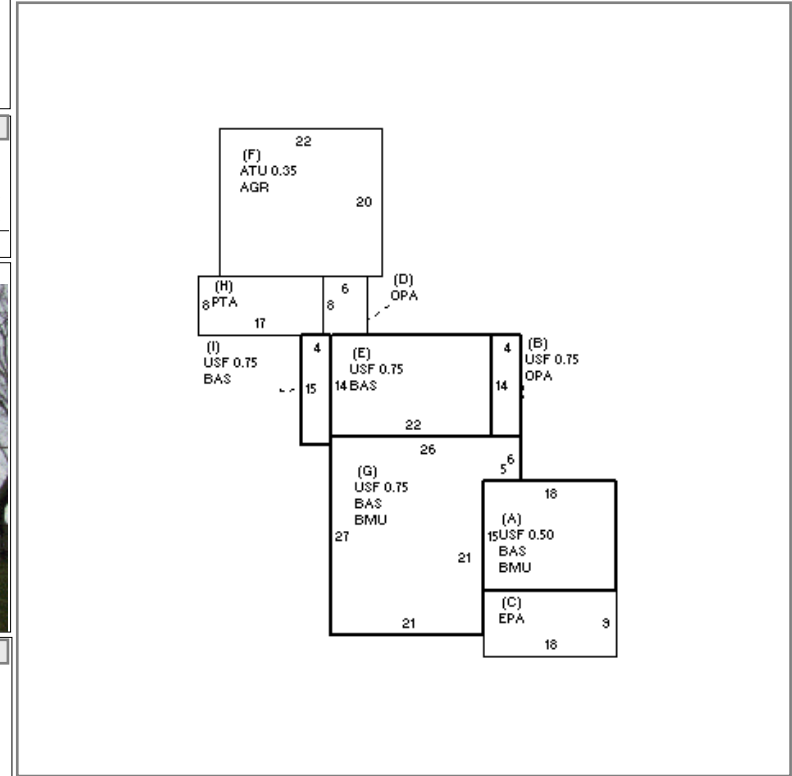 22
(F)
ATU 0.35
AGR
20
(H)
8 PTA
17
6
8
(D)
OPA
(I)
USF 0.75
BAS
4
15
(E)
USF 0.75
14 BAS
22
4
14
(B)
USF 0.75
OPA
26
6
5
(G)
USF 0.75
BAS
BMU
27
21
21
18
(A)
15 USF 0.50
BAS
BMU
(C)
EPA
9
18